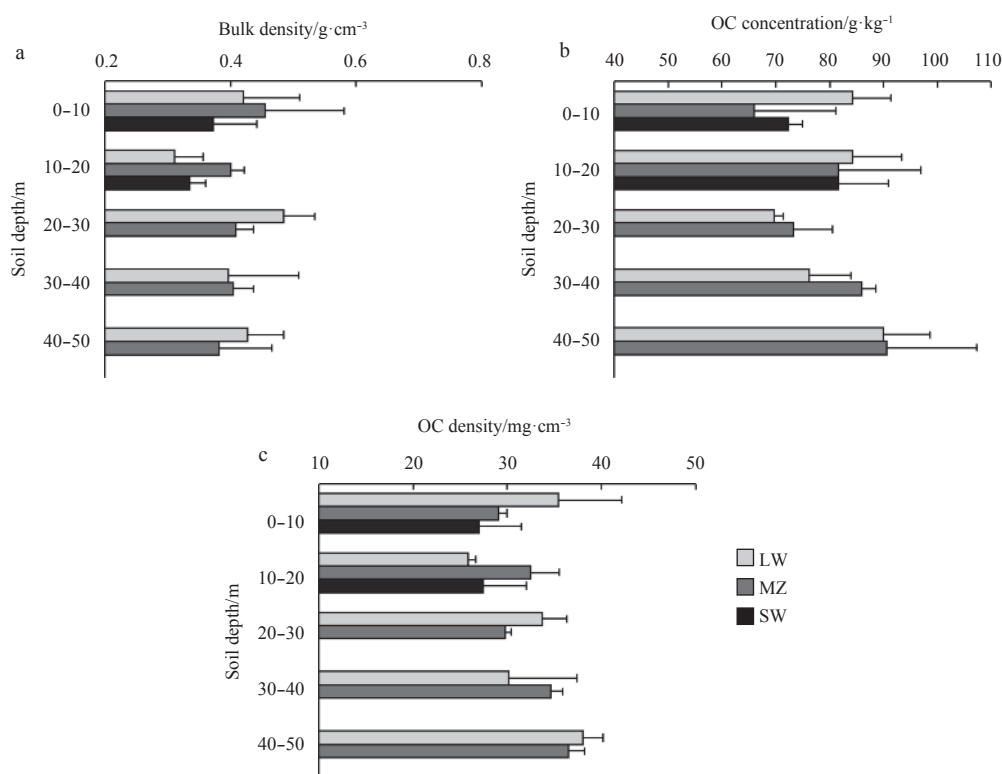 a
Bulk density/g·cm⁻³
0.2 0.4 0.6 0.8
Soil depth/m
0–10
10–20
20–30
30–40
40–50
b
OC concentration/g·kg⁻¹
40 50 60 70 80 90 100 110
Soil depth/m
0–10
10–20
20–30
30–40
40–50
c
OC density/mg·cm⁻³
10 20 30 40 50
Soil depth/m
0–10
10–20
20–30
30–40
40–50
LW
MZ
SW